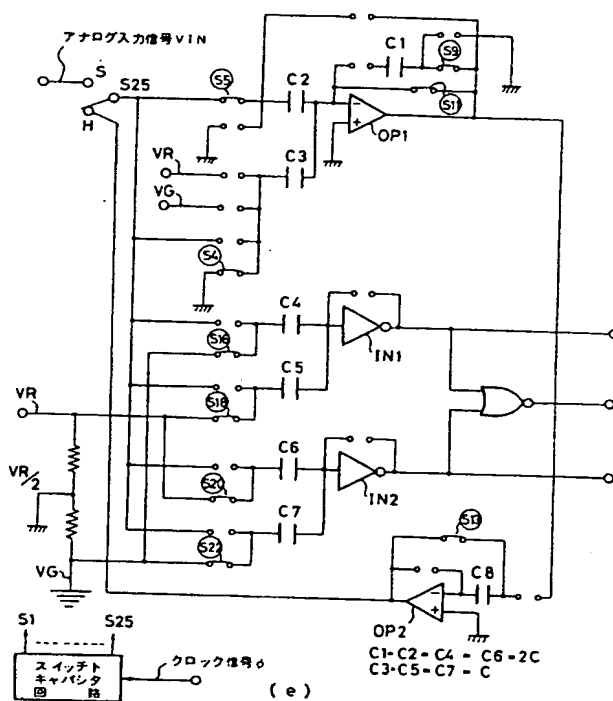 アナログ入力信号VIN
S
S25
H
S5
C2
C1
S9
S11
OP1
C3
VR
VG
S4
C4
S16
IN1
C5
S18
VR
C6
VR/2
S20
IN2
C7
S22
S13
VG
C8
OP2
S1
S25
C1=C2=C4=C6=2C
C3=C5=C7=C
スイッチト
キャパシタ
回路
クロック信号φ
(e)